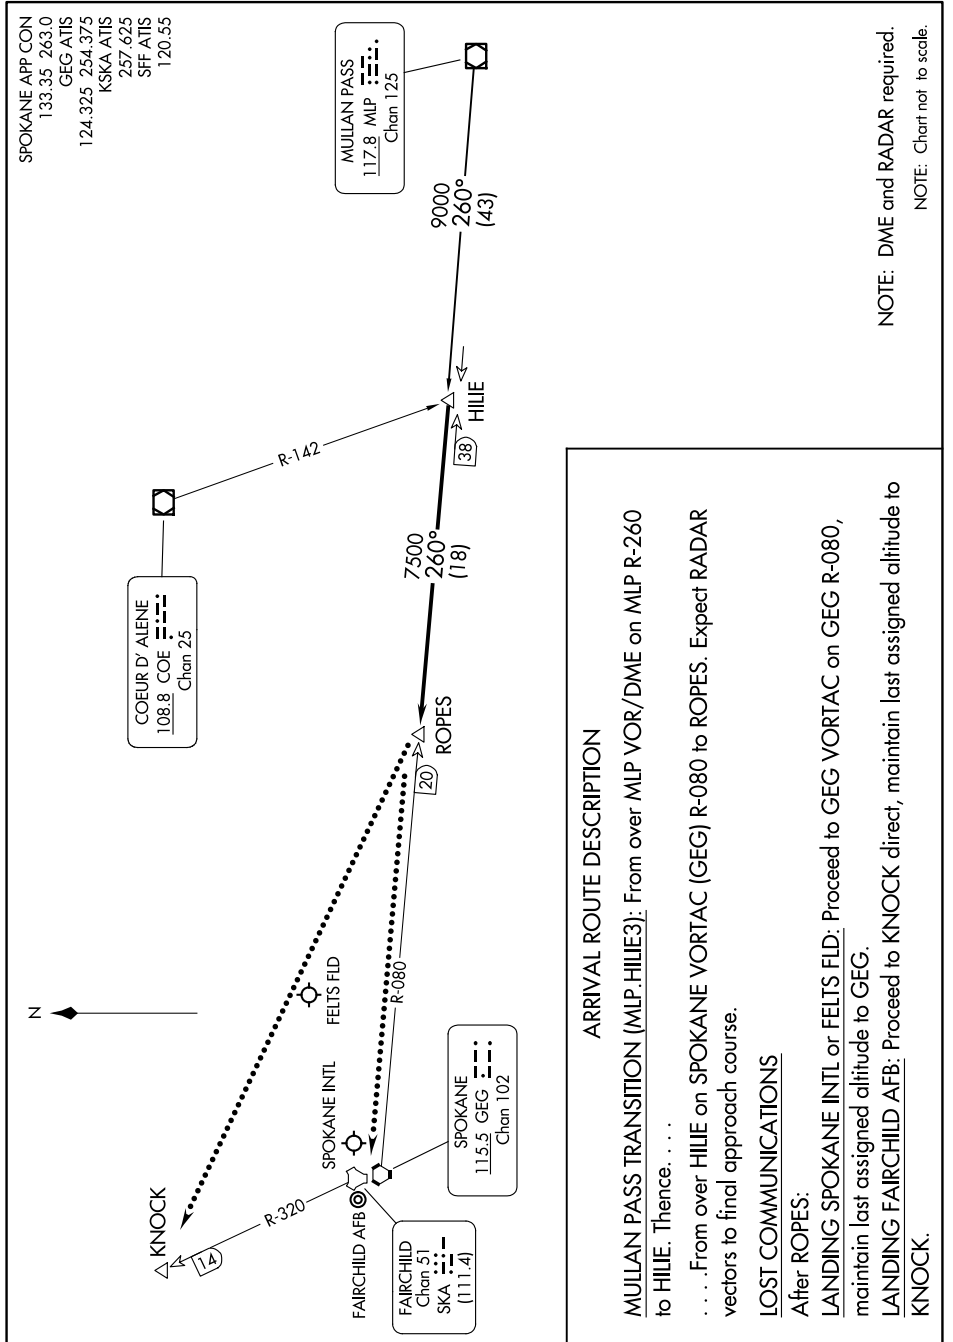 SPOKANE APP CON
133.35 263.0
GEG ATIS
124.325 254.375
KSKA ATIS
257.625
SFF ATIS
120.55
MULLAN PASS
117.8 MLP
Chan 125
9000
260°
(43)
HILIE
38
R-142
COEUR D' ALENE
108.8 COE
Chan 25
7500
260°
(18)
ROPES
20
R-080
N
FELTS FLD
SPOKANE INTL
SPOKANE
115.5 GEG
Chan 102
KNOCK
14
R-320
FAIRCHILD AFB
FAIRCHILD
Chan 51
SKA
(111.4)
NOTE: DME and RADAR required.
NOTE: Chart not to scale.
ARRIVAL ROUTE DESCRIPTION
MULLAN PASS TRANSITION (MLP.HILIE3): From over MLP VOR/DME on MLP R-260
to HILIE. Thence. . . .
. . . .From over HILIE on SPOKANE VORTAC (GEG) R-080 to ROPES. Expect RADAR
vectors to final approach course.
LOST COMMUNICATIONS
After ROPES:
LANDING SPOKANE INTL or FELTS FLD: Proceed to GEG VORTAC on GEG R-080,
maintain last assigned altitude to GEG.
LANDING FAIRCHILD AFB: Proceed to KNOCK direct, maintain last assigned altitude to
KNOCK.